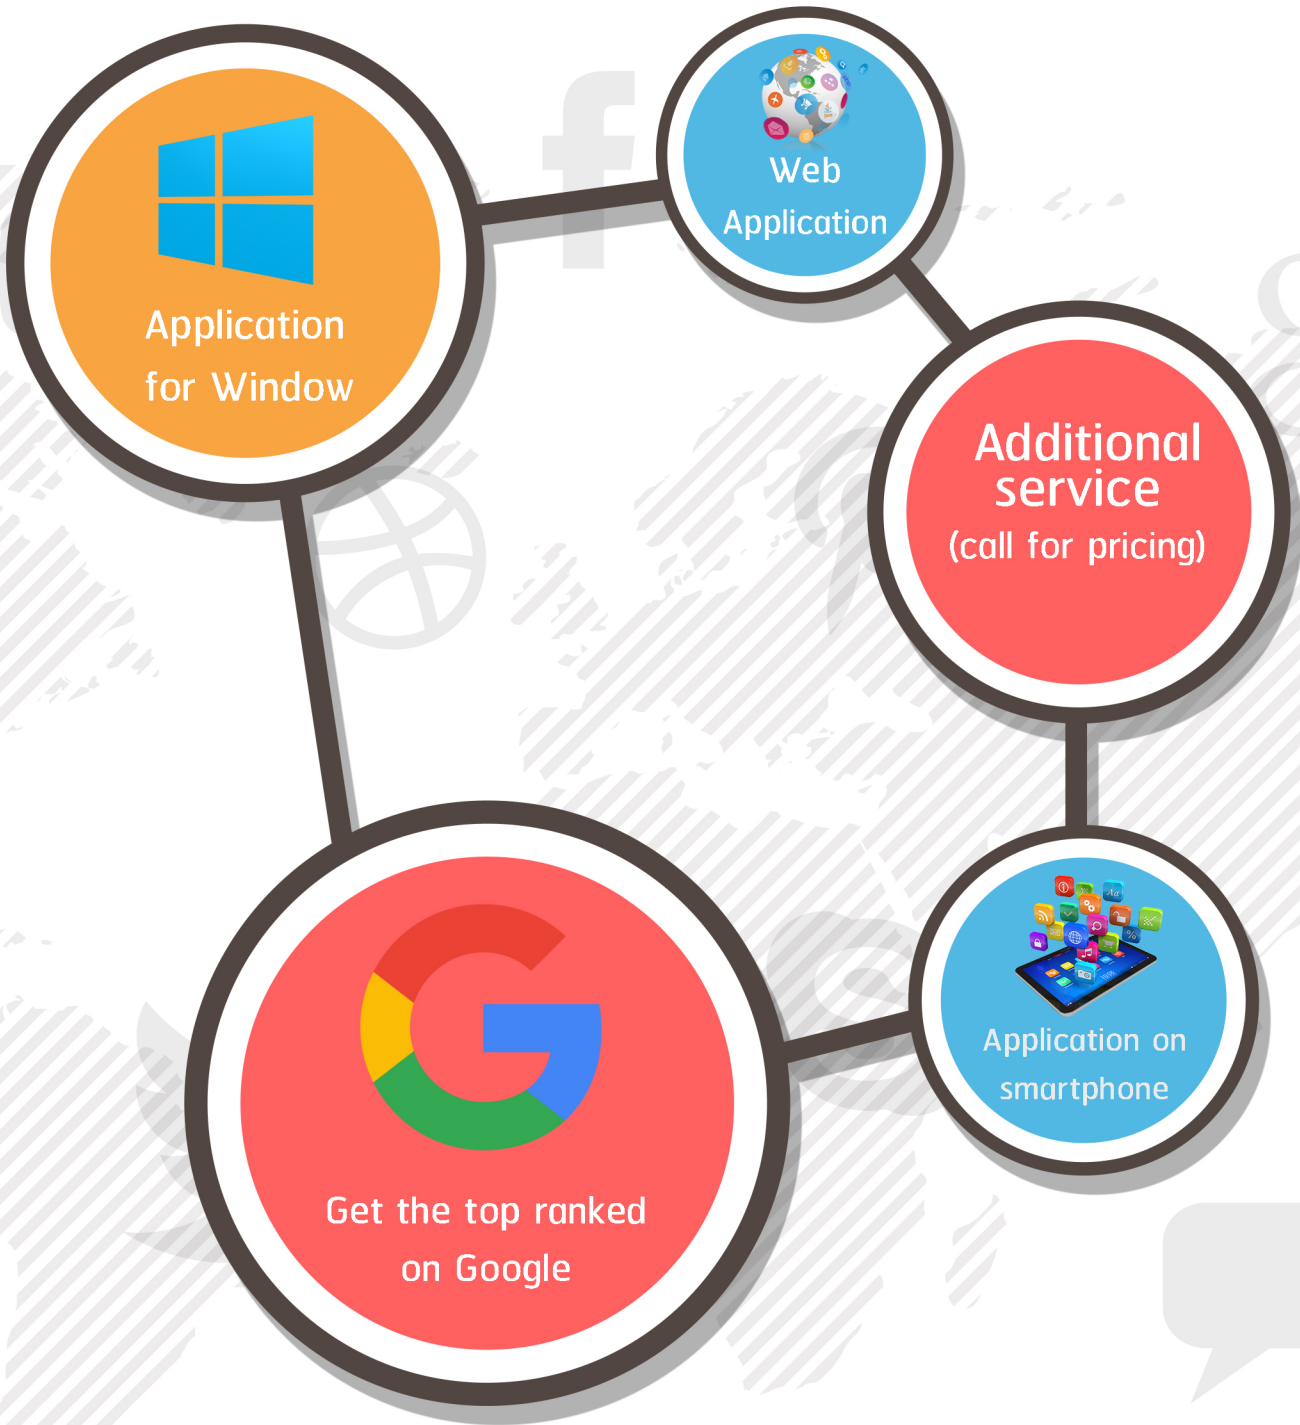 Web
Application
Application
for Window
Additional
service
(call for pricing)
Application on
smartphone
Get the top ranked
on Google